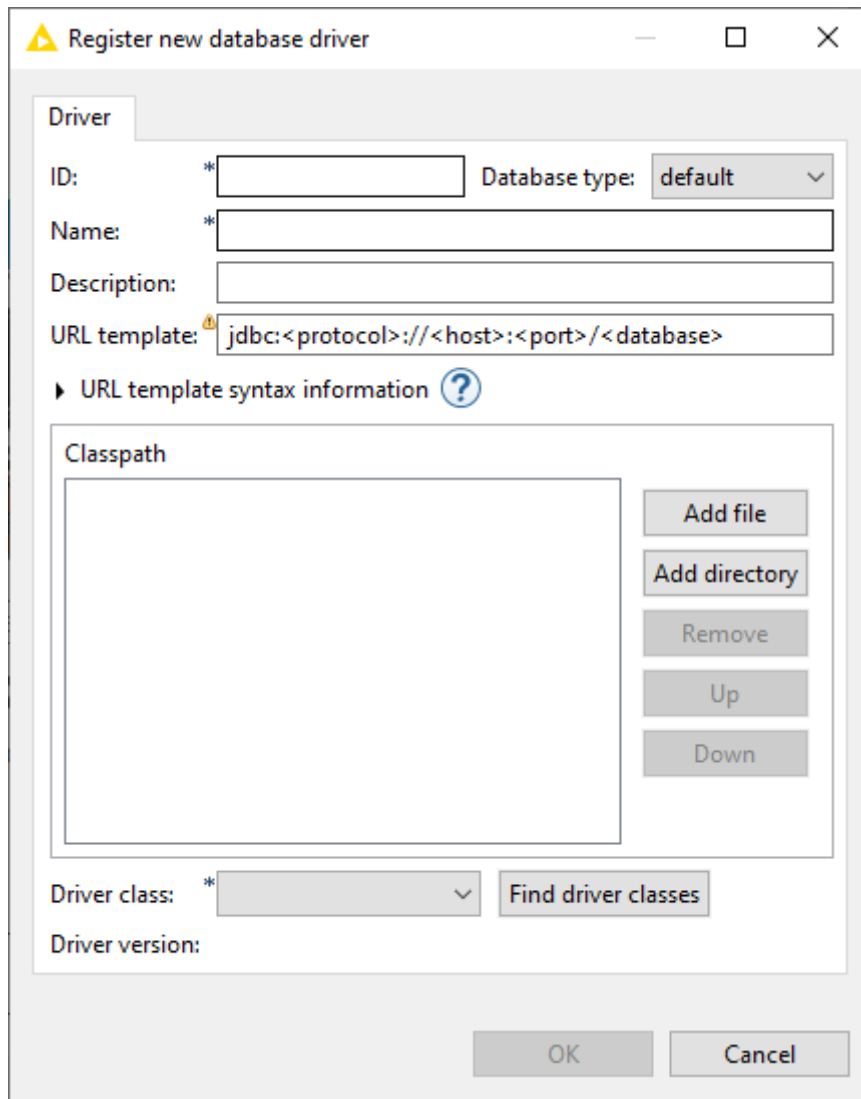 Register new database driver
Driver
ID: * Database type: default
Name: *
Description:
URL template: jdbc:<protocol>://<host>:<port>/<database>
URL template syntax information ?
Classpath
Add file
Add directory
Remove
Up
Down
Driver class: * Find driver classes
Driver version:
OK Cancel